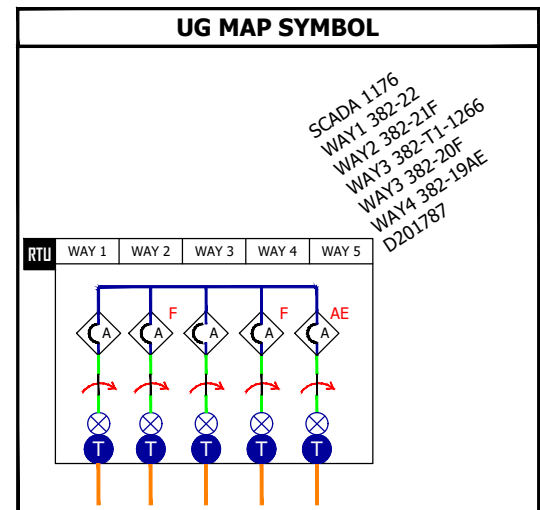 UG MAP SYMBOL
SCADA 1176
WAY1 382-22
WAY2 382-21F
WAY3 382-T1-1266
WAY3 382-20F
WAY4 382-19AE
D201787
RTU WAY 1 WAY 2 WAY 3 WAY 4 WAY 5
F F AE
A A A A A
T T T T T